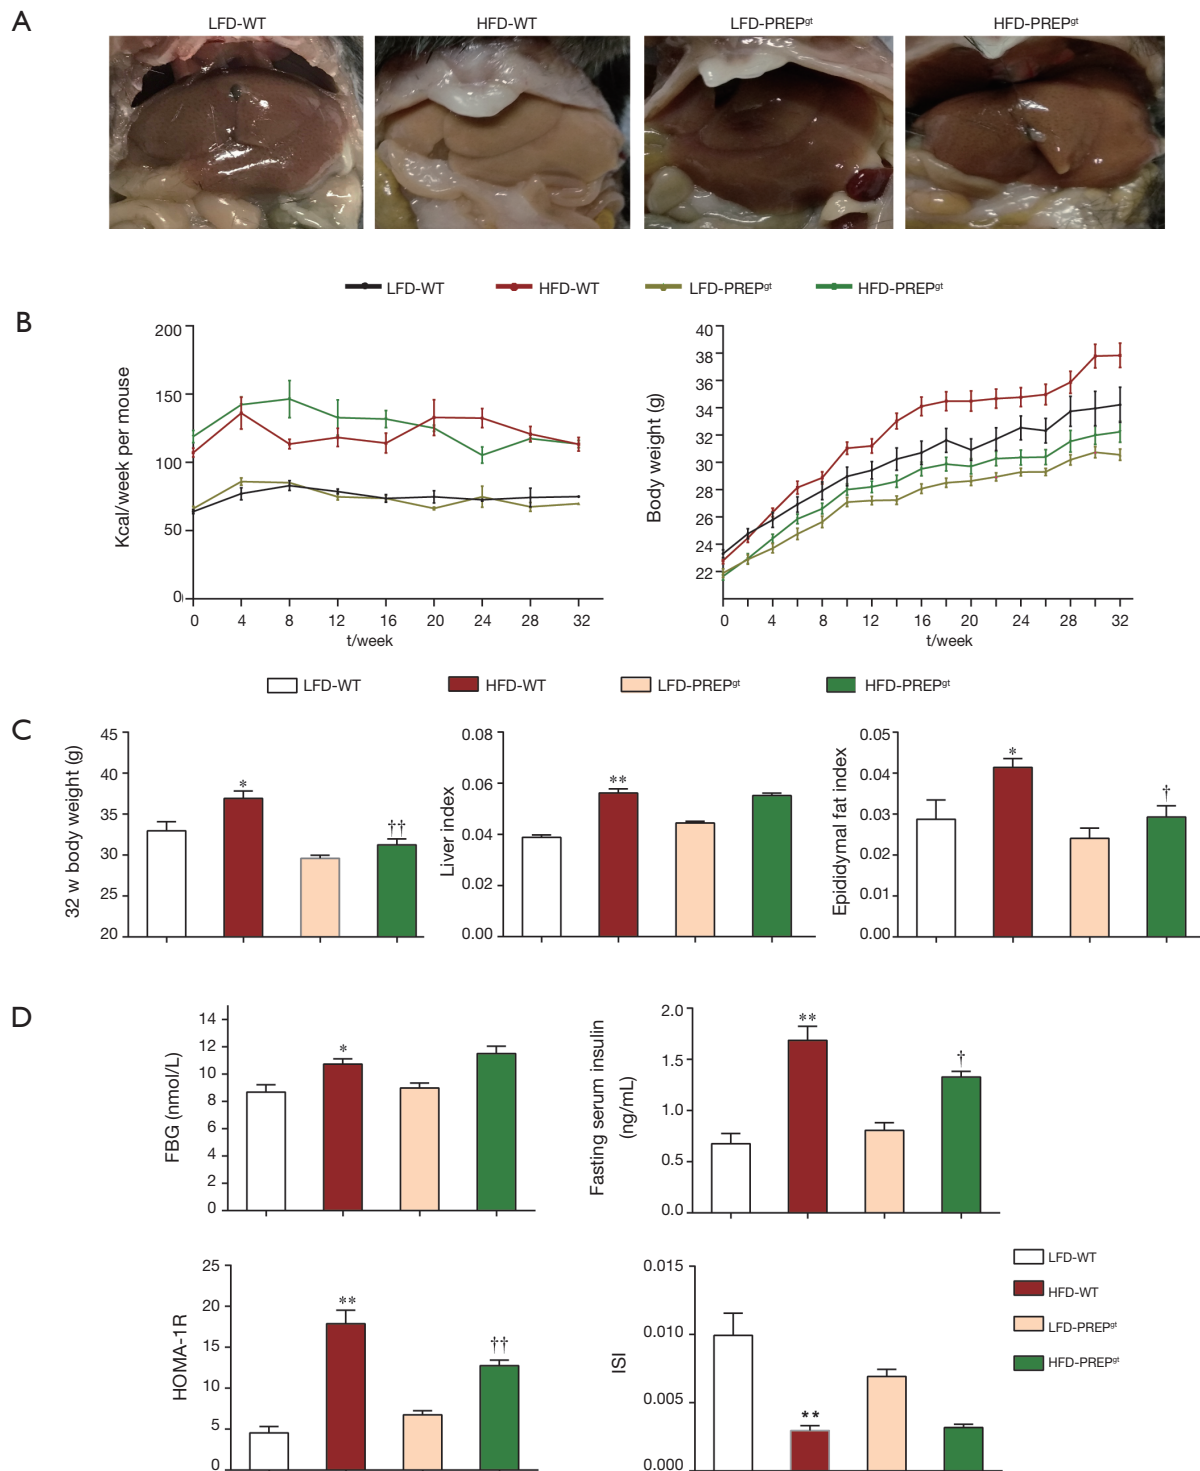 A
LFD-WT
HFD-WT
LFD-PREPgt
HFD-PREPgt
LFD-WT
HFD-WT
LFD-PREPgt
HFD-PREPgt
B
Kcal/week per mouse
200
150
100
50
0
0 4 8 12 16 20 24 28 32
t/week
Body weight (g)
40
38
36
34
32
30
28
26
24
22
0 4 8 12 16 20 24 28 32
t/week
LFD-WT
HFD-WT
LFD-PREPgt
HFD-PREPgt
C
32 w body weight (g)
45
40
35
30
25
20
*
††
Liver index
0.08
0.06
0.04
0.02
0.00
**
Epididymal fat index
0.05
0.04
0.03
0.02
0.01
0.00
*
†
D
FBG (nmol/L)
14
12
10
8
6
4
2
0
*
Fasting serum insulin
(ng/mL)
2.0
1.5
1.0
0.5
0.0
**
†
HOMA-1R
25
20
15
10
5
0
**
††
ISI
0.015
0.010
0.005
0.000
**
LFD-WT
HFD-WT
LFD-PREPgt
HFD-PREPgt